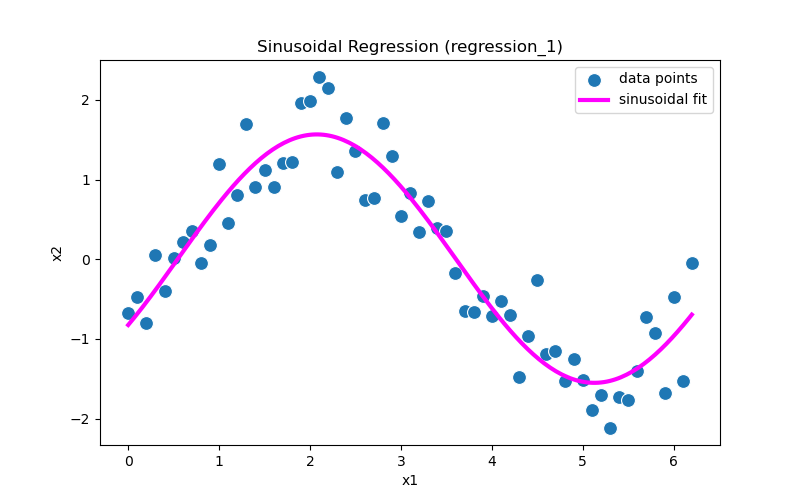 Sinusoidal Regression (regression_1)
data points
sinusoidal fit
2
1
0
−1
−2
x2
0 1 2 3 4 5 6
x1